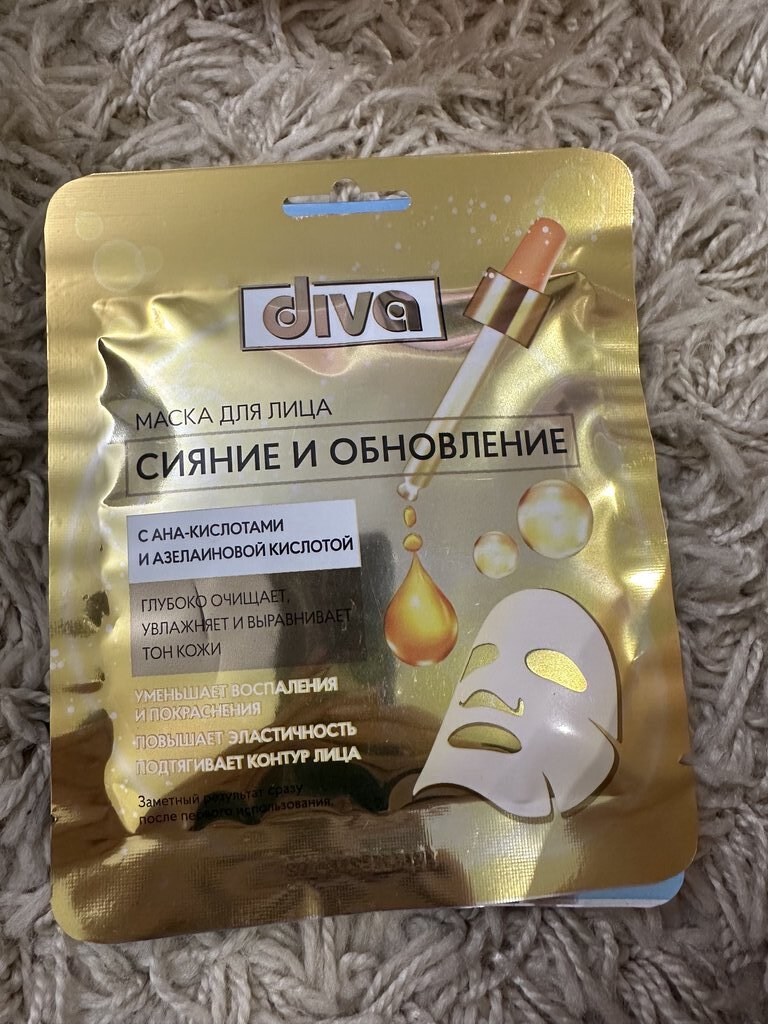 diva
МАСКА ДЛЯ ЛИЦА
СИЯНИЕ И ОБНОВЛЕНИЕ
С АНА-КИСЛОТАМИ
И АЗЕЛАИНОВОЙ КИСЛОТОЙ
ГЛУБОКО ОЧИЩАЕТ,
УВЛАЖНЯЕТ И ВЫРАВНИВАЕТ
ТОН КОЖИ
УМЕНЬШАЕТ ВОСПАЛЕНИЯ
И ПОКРАСНЕНИЯ
ПОВЫШАЕТ ЭЛАСТИЧНОСТЬ
ПОДТЯГИВАЕТ КОНТУР ЛИЦА
Заметный результат сразу
после первого использования.